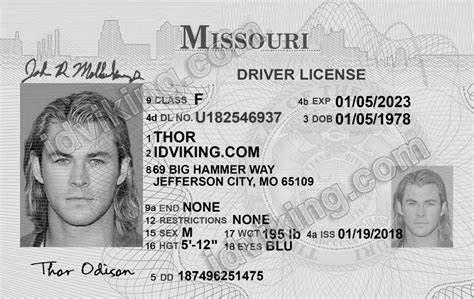 MISSOURI
DRIVER LICENSE
9 CLASS F
4b EXP 01/05/2023
4d DL NO. U182546937
3 DOB 01/05/1978
1 THOR
2 IDVIKING.COM
8 69 BIG HAMMER WAY
JEFFERSON CITY, MO 65109
9a END NONE
12 RESTRICTIONS NONE
15 SEX M
17 WGT 195 lb
4a ISS 01/19/2018
16 HGT 5'-12"
18 EYES BLU
Thor Odison
5 DD 187496251475
idviking.com
idviking.com